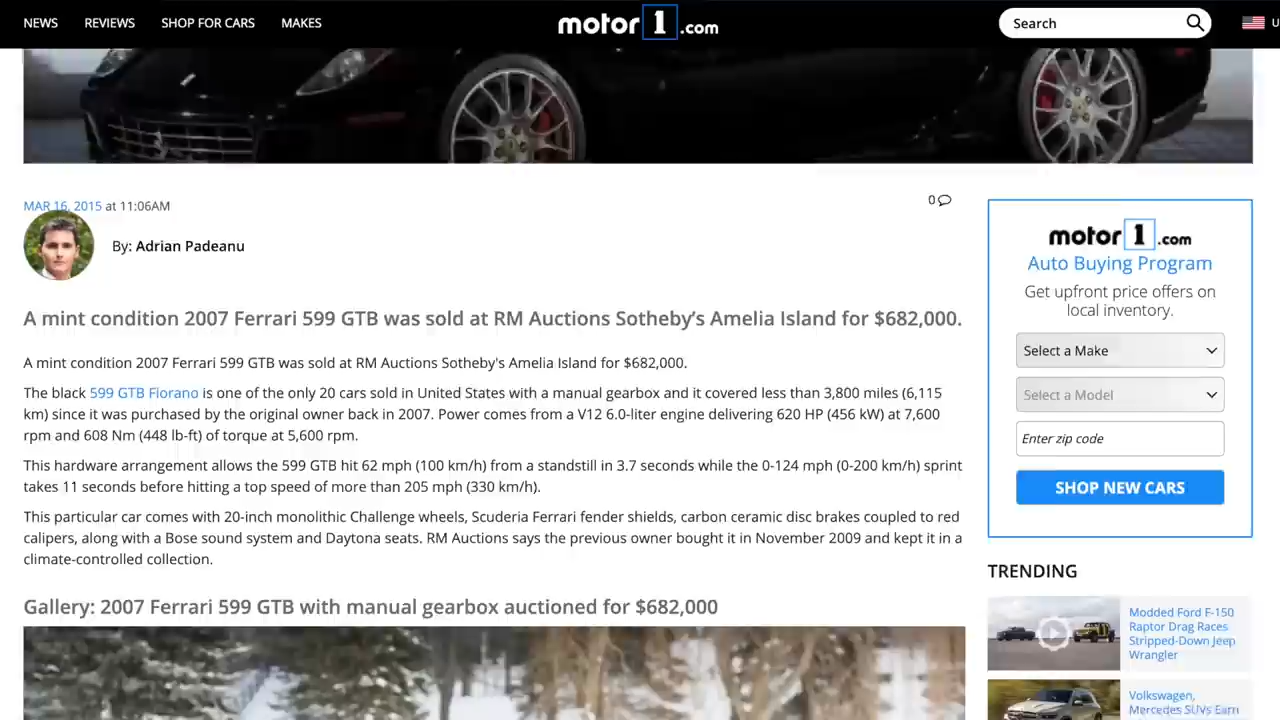 NEWS
REVIEWS
SHOP FOR CARS
MAKES
motor1.com
Search
U
MAR 16, 2015 at 11:06AM
0
By: Adrian Padeanu
A mint condition 2007 Ferrari 599 GTB was sold at RM Auctions Sotheby’s Amelia Island for $682,000.
A mint condition 2007 Ferrari 599 GTB was sold at RM Auctions Sotheby's Amelia Island for $682,000.
The black 599 GTB Fiorano is one of the only 20 cars sold in United States with a manual gearbox and it covered less than 3,800 miles (6,115
km) since it was purchased by the original owner back in 2007. Power comes from a V12 6.0-liter engine delivering 620 HP (456 kW) at 7,600
rpm and 608 Nm (448 lb-ft) of torque at 5,600 rpm.
This hardware arrangement allows the 599 GTB hit 62 mph (100 km/h) from a standstill in 3.7 seconds while the 0-124 mph (0-200 km/h) sprint
takes 11 seconds before hitting a top speed of more than 205 mph (330 km/h).
This particular car comes with 20-inch monolithic Challenge wheels, Scuderia Ferrari fender shields, carbon ceramic disc brakes coupled to red
calipers, along with a Bose sound system and Daytona seats. RM Auctions says the previous owner bought it in November 2009 and kept it in a
climate-controlled collection.
Gallery: 2007 Ferrari 599 GTB with manual gearbox auctioned for $682,000
motor1.com
Auto Buying Program
Get upfront price offers on
local inventory.
Select a Make
Select a Model
Enter zip code
SHOP NEW CARS
TRENDING
Modded Ford F-150
Raptor Drag Races
Stripped-Down Jeep
Wrangler
Volkswagen,
Mercedes SUVs Earn